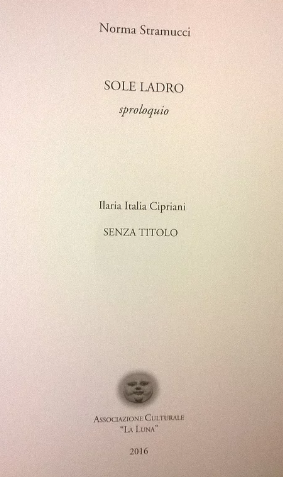 Norma Stramucci
SOLE LADRO
sproloquio
Ilaria Italia Cipriani
SENZA TITOLO
Associazione Culturale
"La Luna"
2016